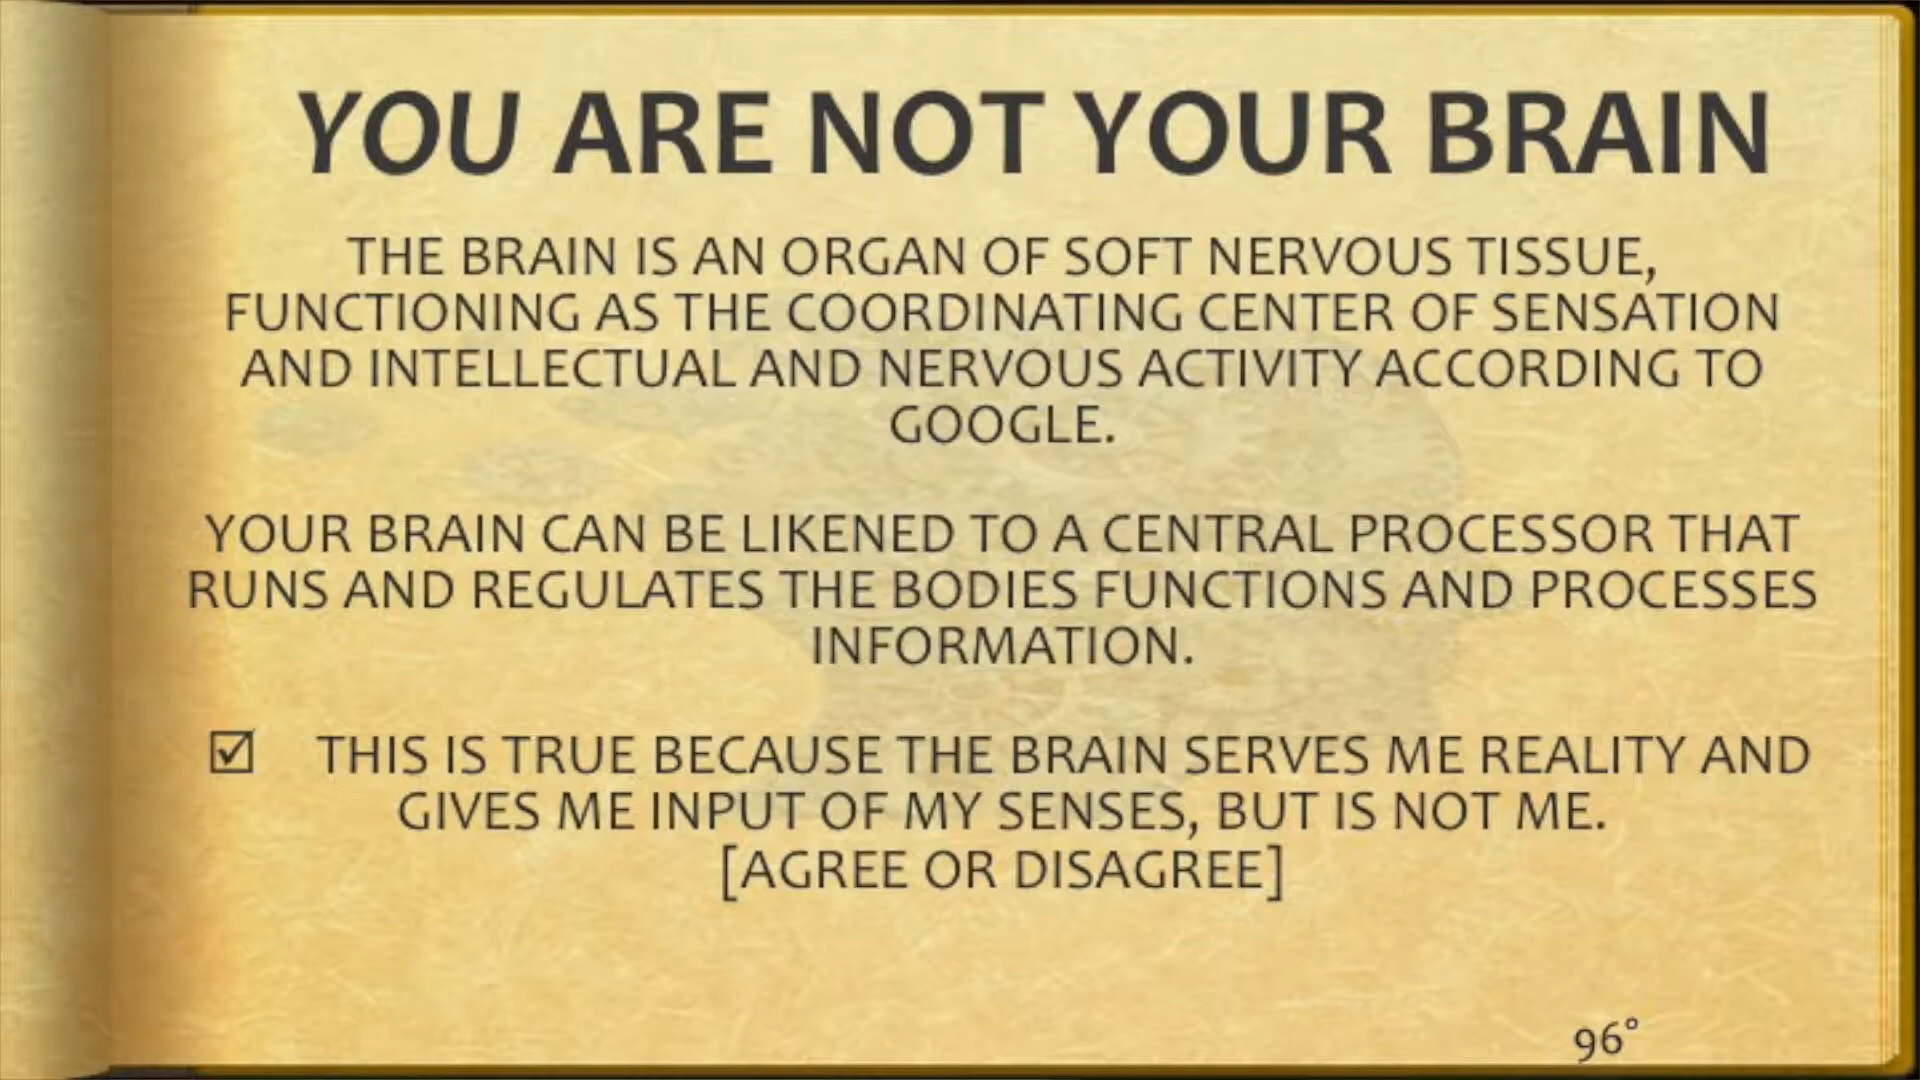 YOU ARE NOT YOUR BRAIN
THE BRAIN IS AN ORGAN OF SOFT NERVOUS TISSUE,
FUNCTIONING AS THE COORDINATING CENTER OF SENSATION
AND INTELLECTUAL AND NERVOUS ACTIVITY ACCORDING TO
GOOGLE.
YOUR BRAIN CAN BE LIKENED TO A CENTRAL PROCESSOR THAT
RUNS AND REGULATES THE BODIES FUNCTIONS AND PROCESSES
INFORMATION.
☑ THIS IS TRUE BECAUSE THE BRAIN SERVES ME REALITY AND
GIVES ME INPUT OF MY SENSES, BUT IS NOT ME.
[AGREE OR DISAGREE]
96°